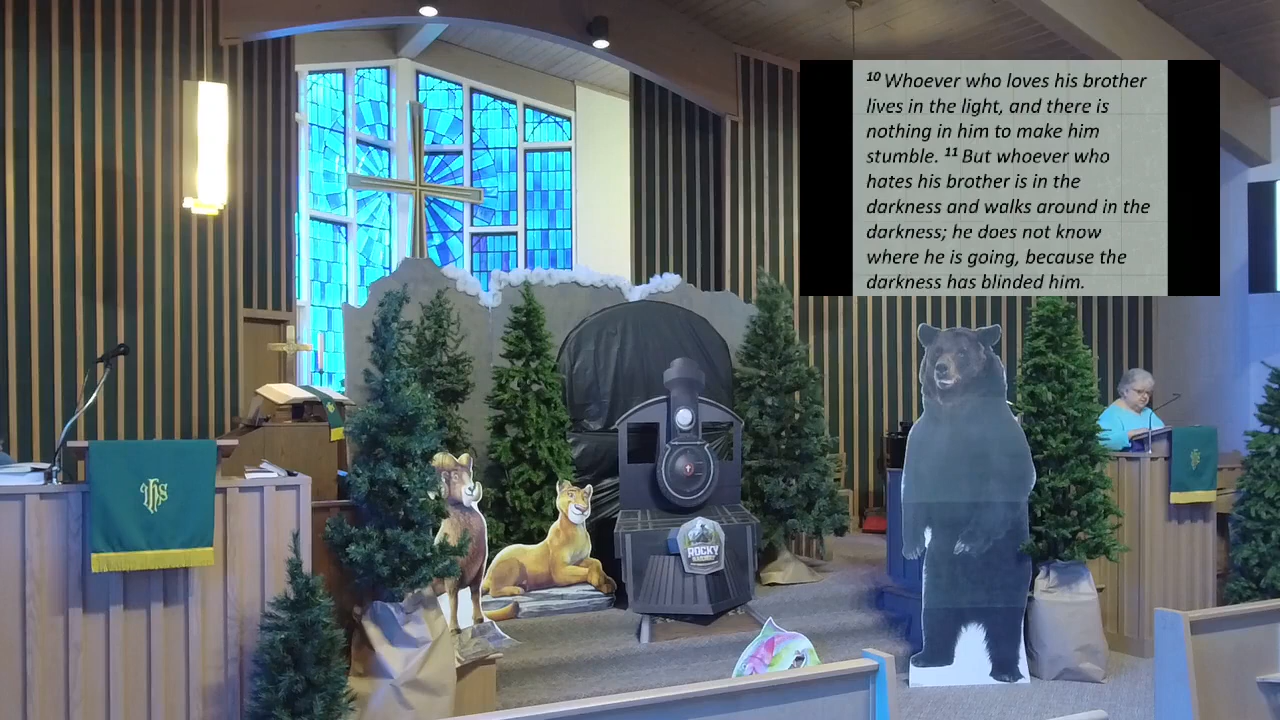 ¹⁰ Whoever who loves his brother
lives in the light, and there is
nothing in him to make him
stumble. ¹¹ But whoever who
hates his brother is in the
darkness and walks around in the
darkness; he does not know
where he is going, because the
darkness has blinded him.
IHS
ROCKY
RAILWAY